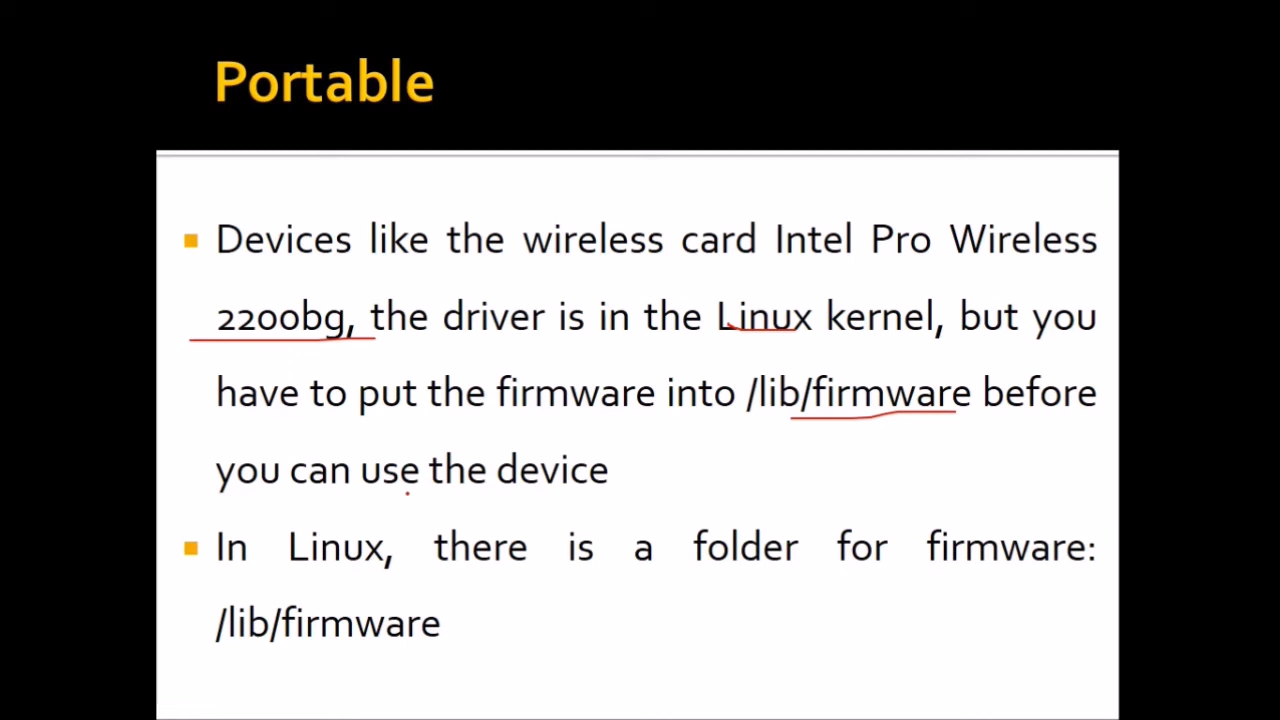 Portable
Devices like the wireless card Intel Pro Wireless
2200bg, the driver is in the Linux kernel, but you
have to put the firmware into /lib/firmware before
you can use the device
In Linux, there is a folder for firmware:
/lib/firmware